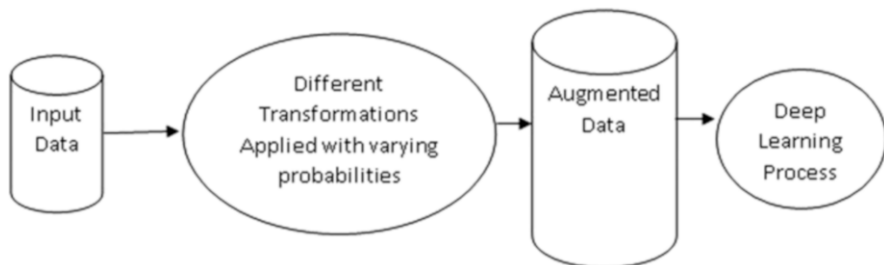 Input
Data
Different
Transformations
Applied with varying
probabilities
Augmented
Data
Deep
Learning
Process